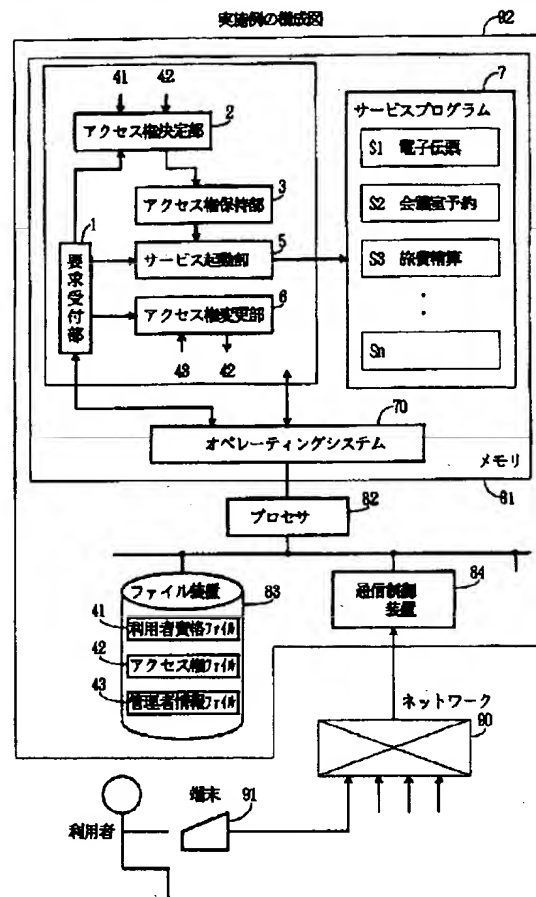 実施例の構成図
92
41 42
7
サービスプログラム
2
アクセス権決定部
S1 電子伝票
3
アクセス権保持部
S2 会議室予約
1
要求受付部
5
サービス起動部
S3 旅費精算
6
アクセス権変更部
・
・
43 42
Sn
70
オペレーティングシステム
メモリ
81
82
プロセサ
ファイル装置
83
84
通信制御
装置
41
利用者資格ファイル
42
アクセス権ファイル
43
管理者情報ファイル
ネットワーク
90
端末
91
利用者